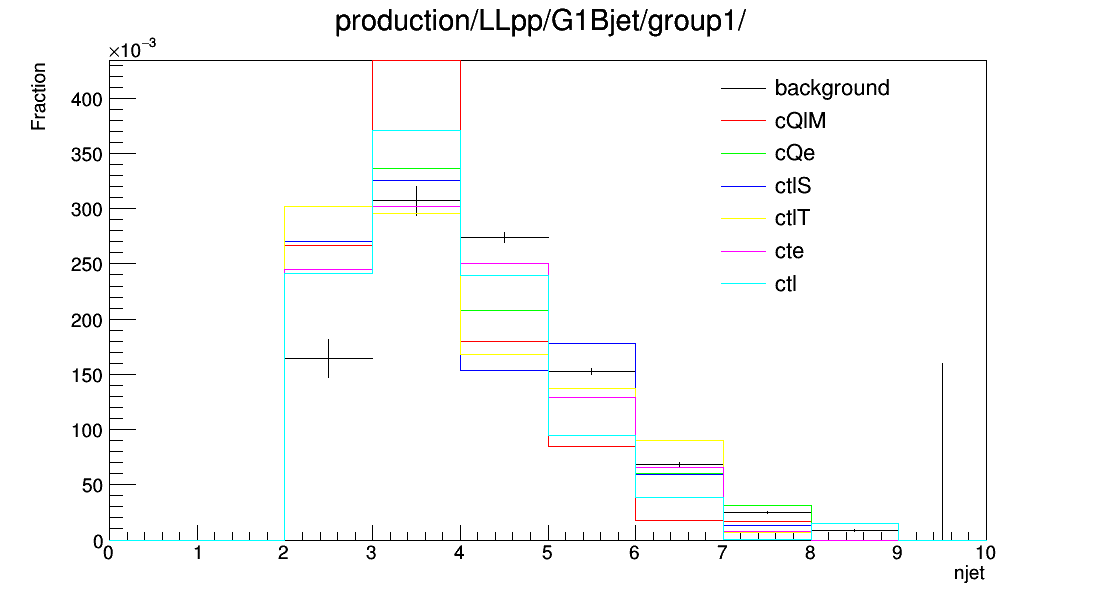 production/LLpp/G1Bjet/group1/
×10⁻³
Fraction
400
350
300
250
200
150
100
50
0
background
cQlM
cQe
ctlS
ctlT
cte
ctl
0 1 2 3 4 5 6 7 8 9 10
njet